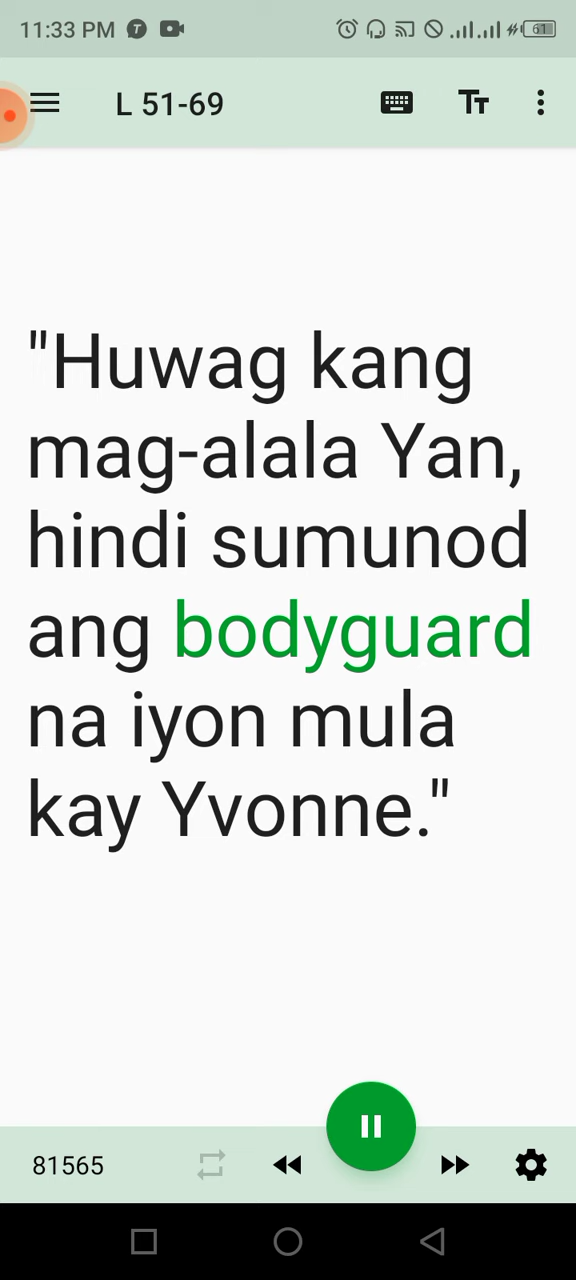 11:33 PM
61
L 51-69
"Huwag kang
mag-alala Yan,
hindi sumunod
ang bodyguard
na iyon mula
kay Yvonne."
81565